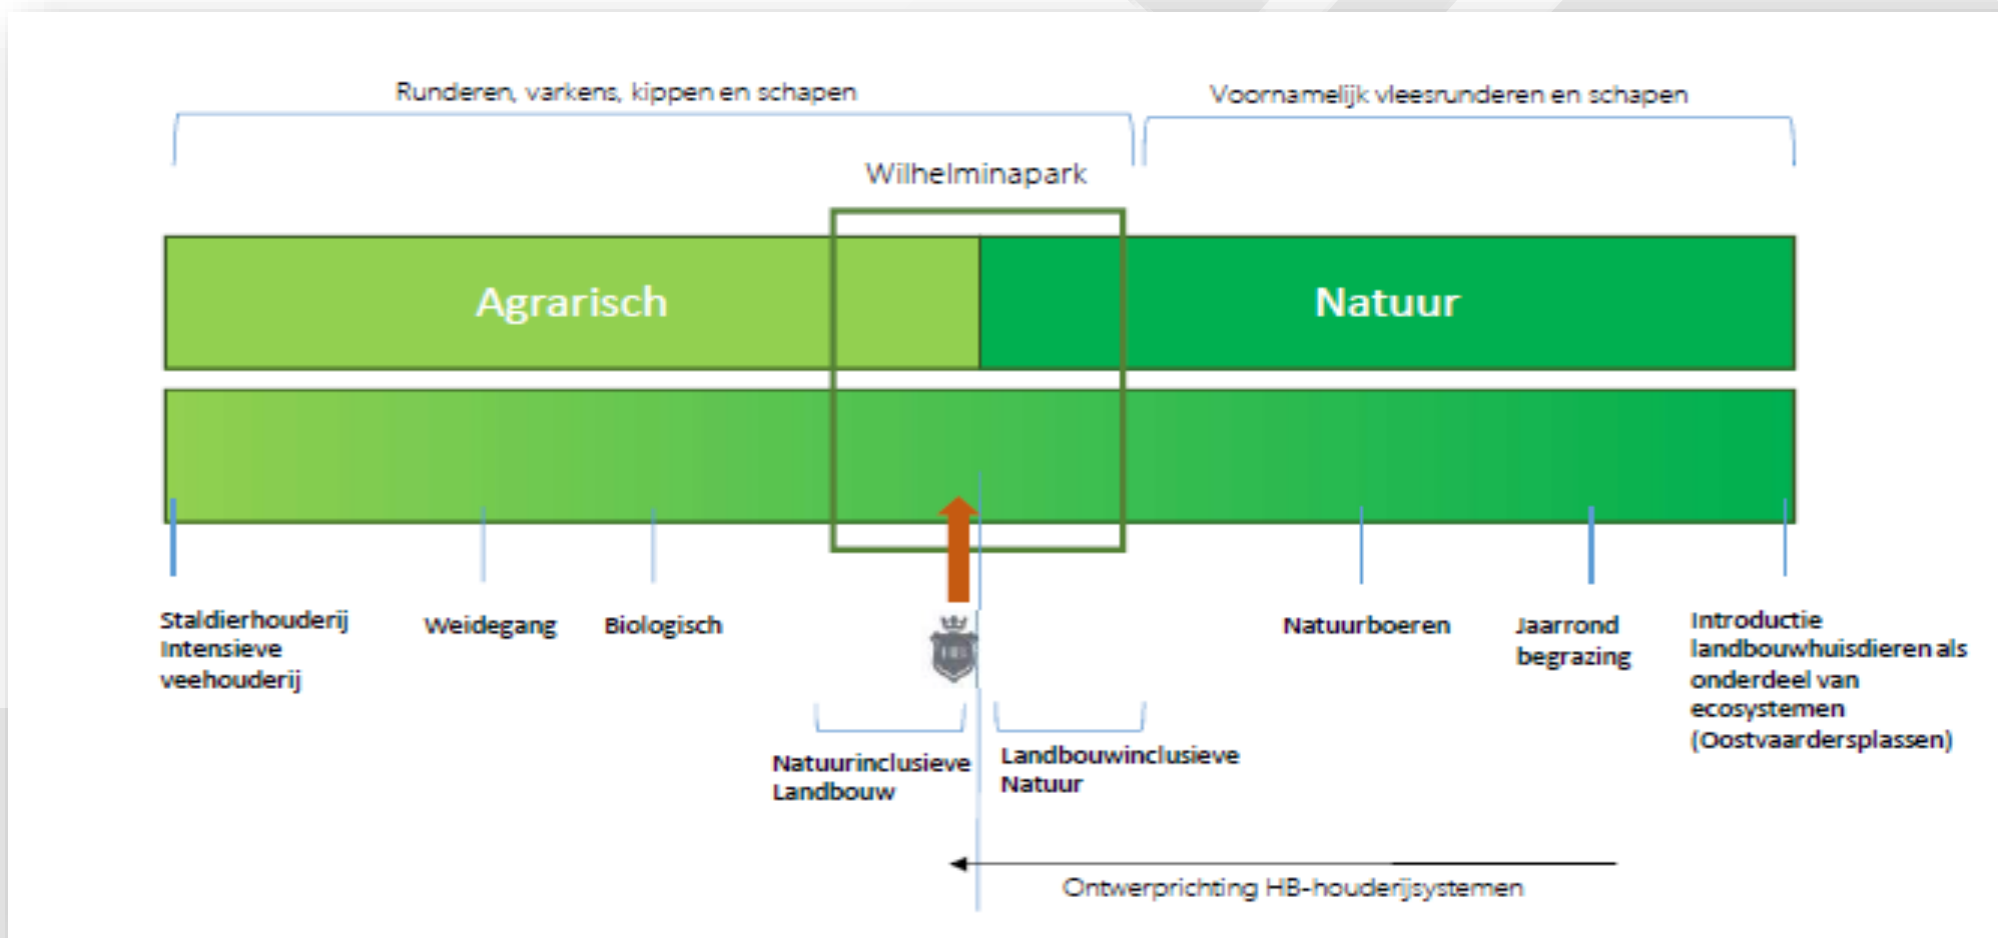 Runderen, varkens, kippen en schapen
Voornamelijk vleesrunderen en schapen
Wilhelminapark
Agrarisch
Natuur
Staldierhouderij
Intensieve
veehouderij
Weidegang
Biologisch
HB
Natuurboeren
Jaarrond
begrazing
Introductie
landbouwhuisdieren als
onderdeel van
ecosystemen
(Oostvaardersplassen)
Natuurinclusieve
Landbouw
Landbouwinclusieve
Natuur
Ontwerprichting HB-houderijsystemen